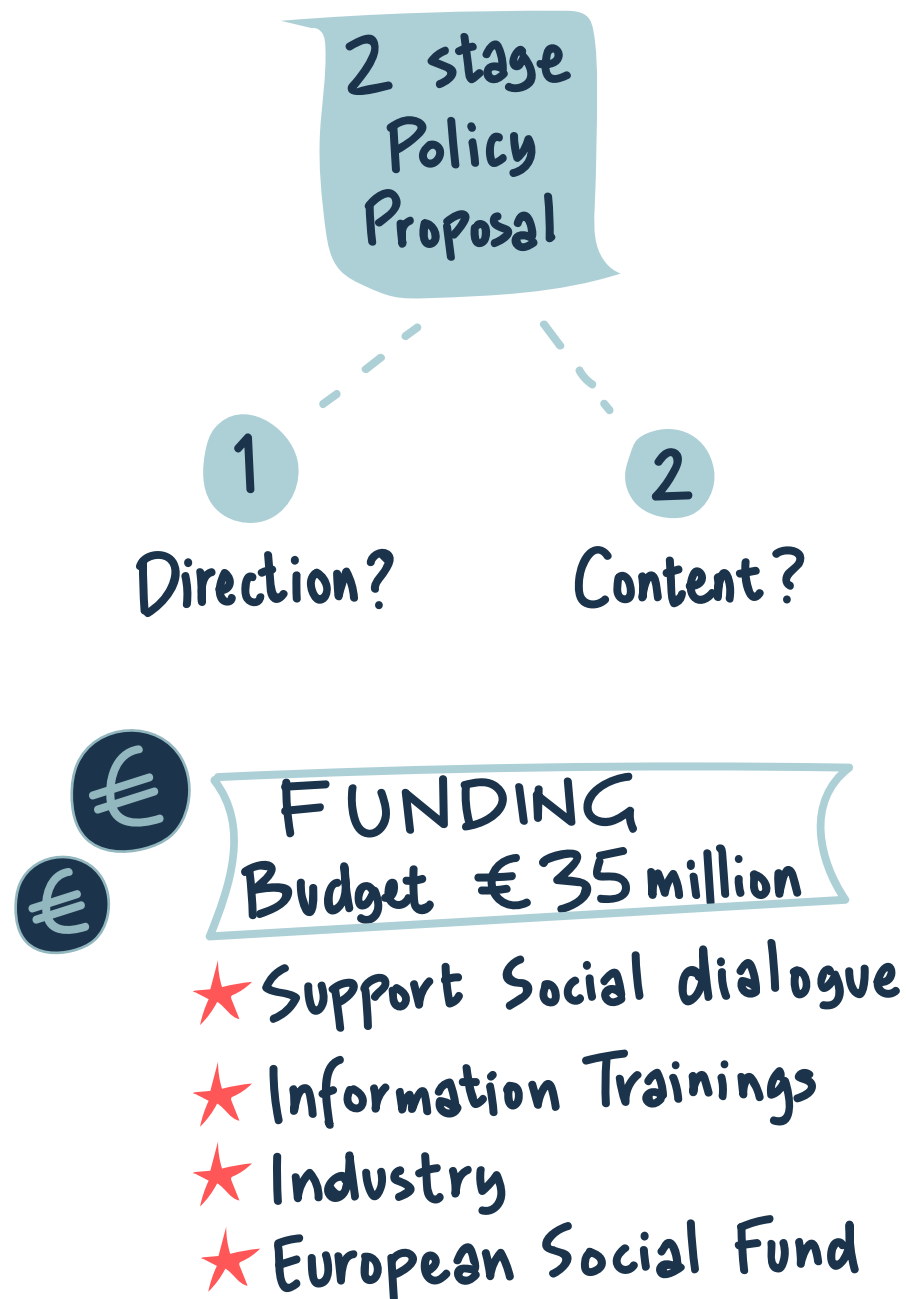 2 stage
Policy
Proposal
1
2
Direction?
Content?
€
€
FUNDING
Budget €35 million
Support Social dialogue
Information Trainings
Industry
European Social Fund